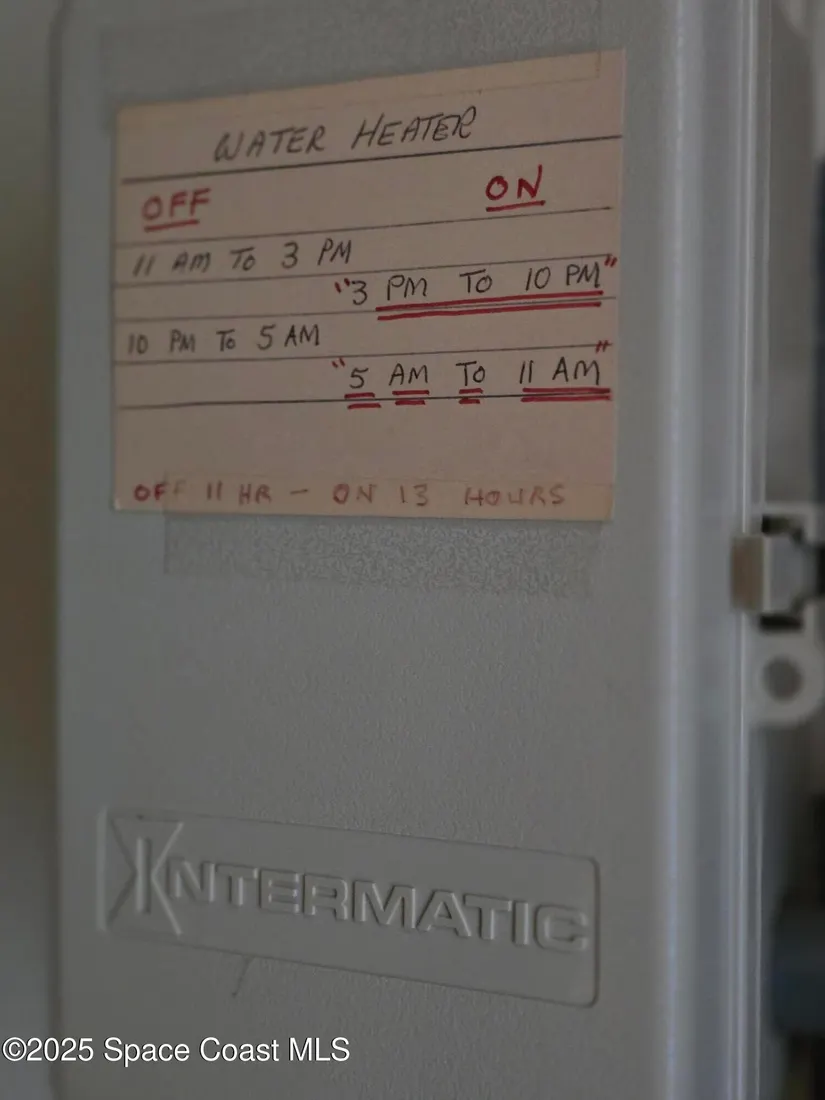 WATER HEATER
OFF ON
11 AM TO 3 PM
"3 PM TO 10 PM"
10 PM TO 5 AM
"5 AM TO 11 AM"
OFF 11 HR - ON 13 HOURS
INTERMATIC
©2025 Space Coast MLS